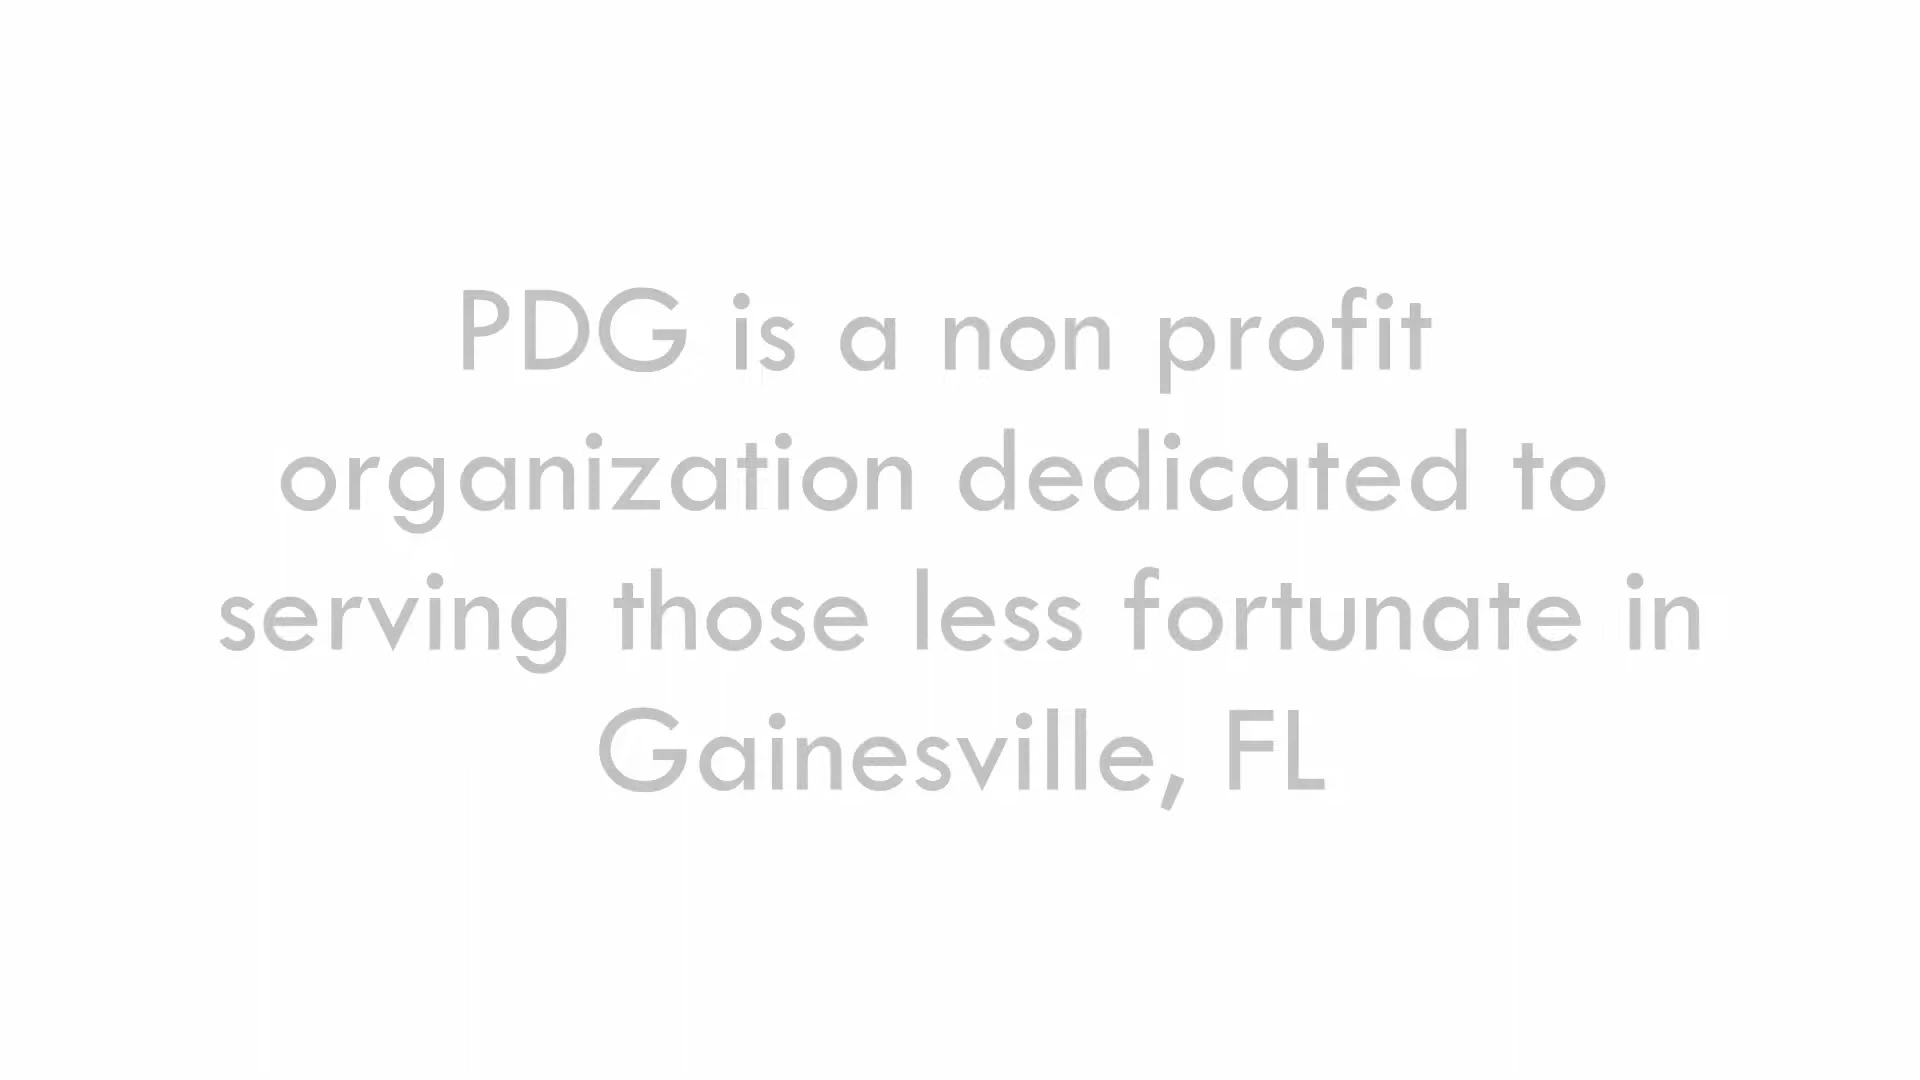 PDG is a non profit
organization dedicated to
serving those less fortunate in
Gainesville, FL